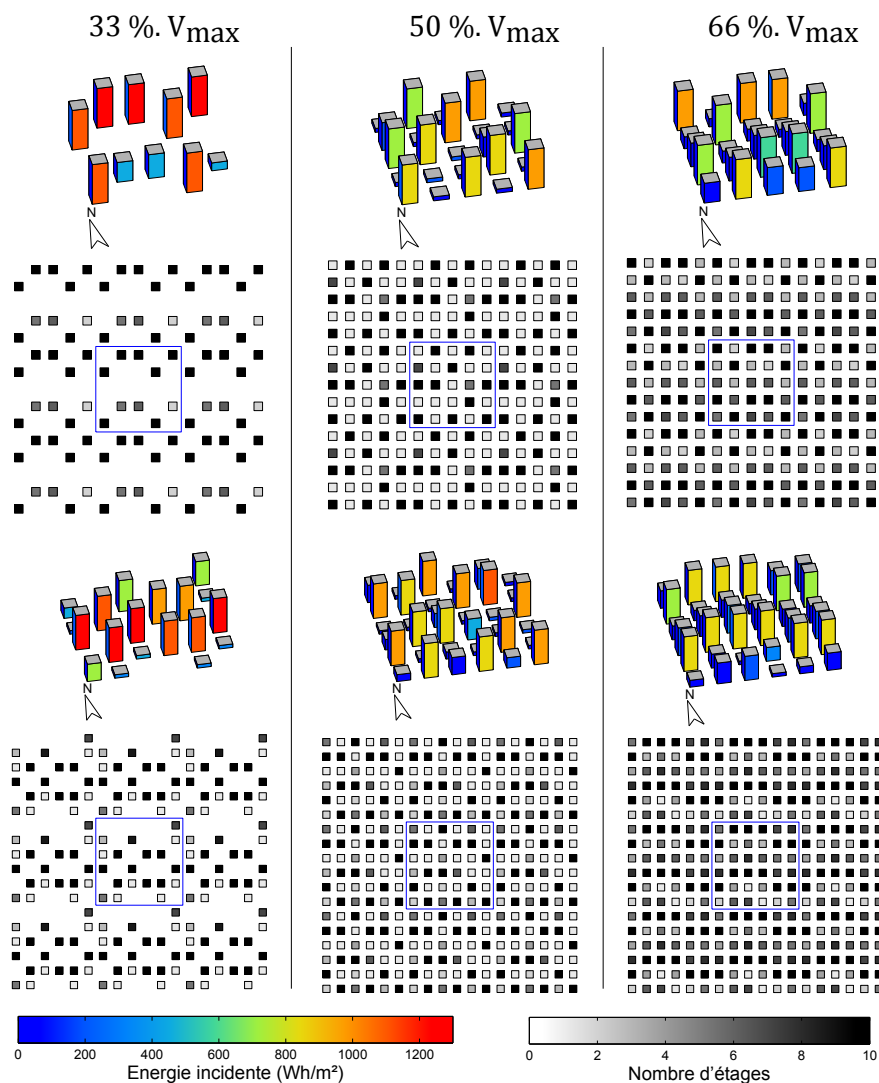 33 %. Vmax
50 %. Vmax
66 %. Vmax
N
N
N
N
N
N
0 200 400 600 800 1000 1200
Energie incidente (Wh/m²)
0 2 4 6 8 10
Nombre d'étages